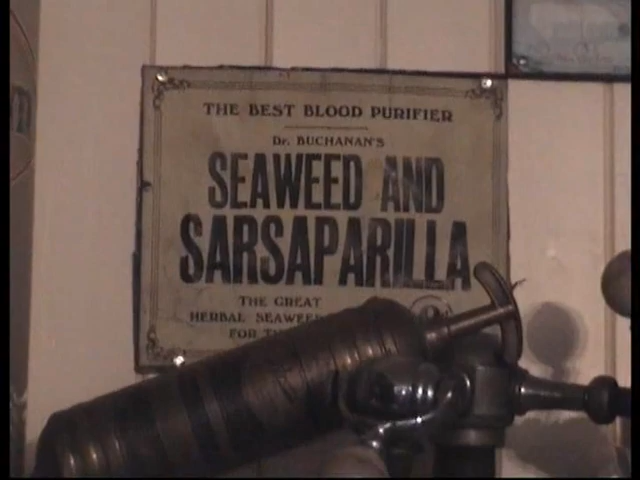 THE BEST BLOOD PURIFIER
Dr. BUCHANAN'S
SEAWEED AND
SARSAPARILLA
THE GREAT
HERBAL SEAWEED
FOR